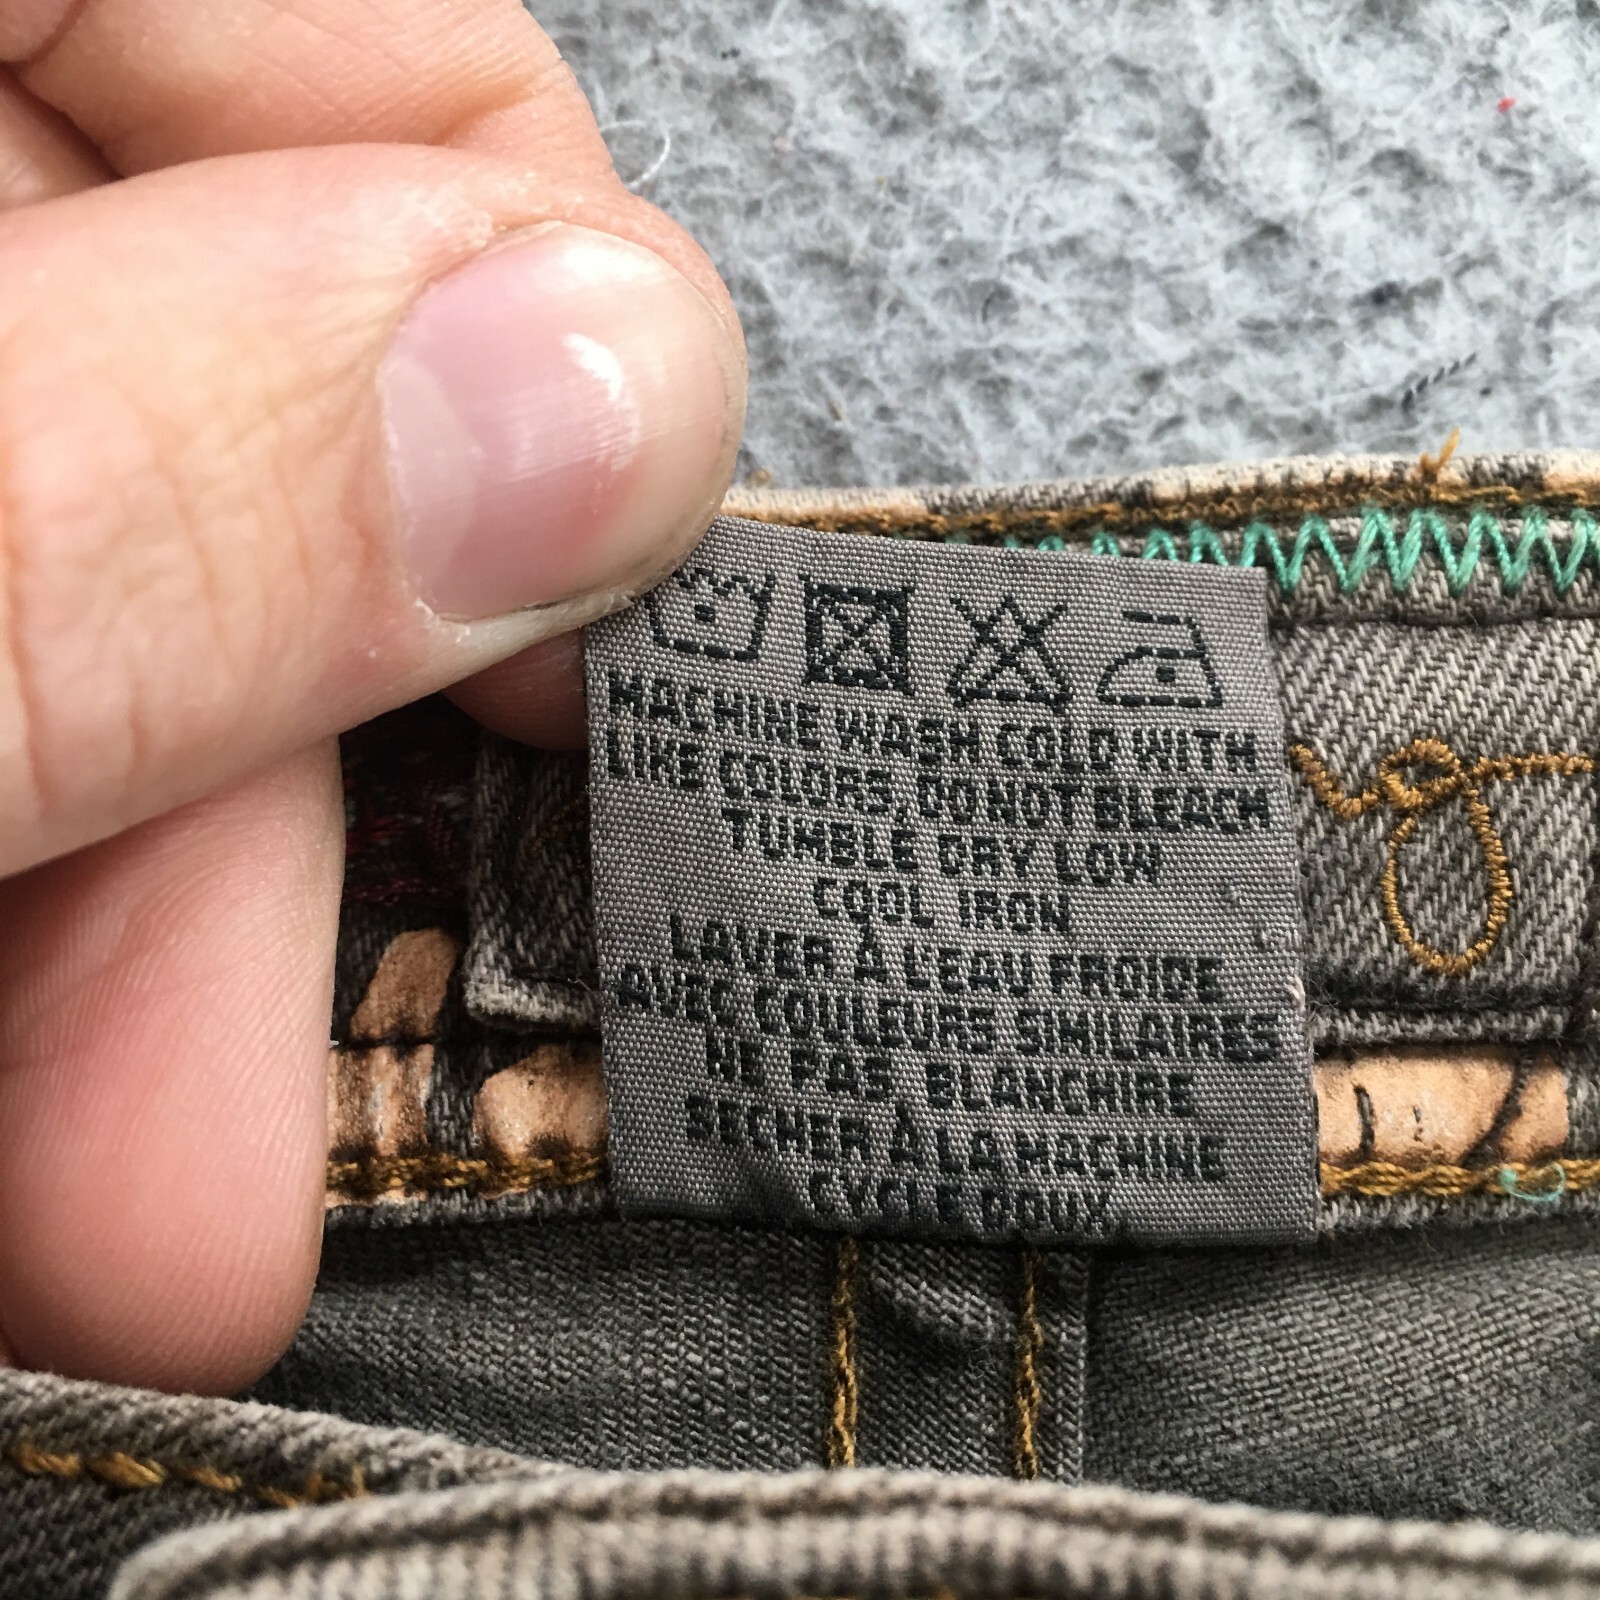 MACHINE WASH COLD WITH
LIKE COLORS, DO NOT BLEACH
TUMBLE DRY LOW
COOL IRON
LAVER À L'EAU FROIDE
AVEC COULEURS SIMILAIRES
NE PAS BLANCHIRE
SECHER À LA MACHINE
CYCLE DOUX